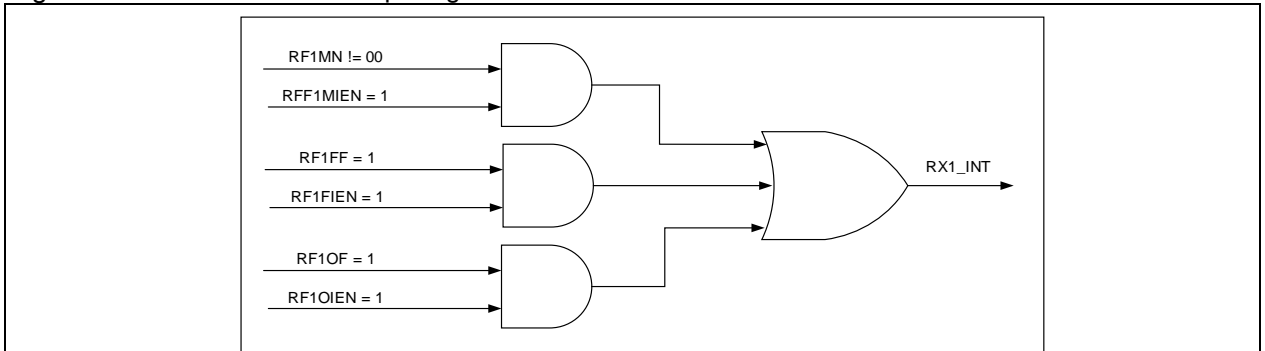 RF1MN != 00
RFF1MIEN = 1
RF1FF = 1
RF1FIEN = 1
RX1_INT
RF1OF = 1
RF1OIEN = 1